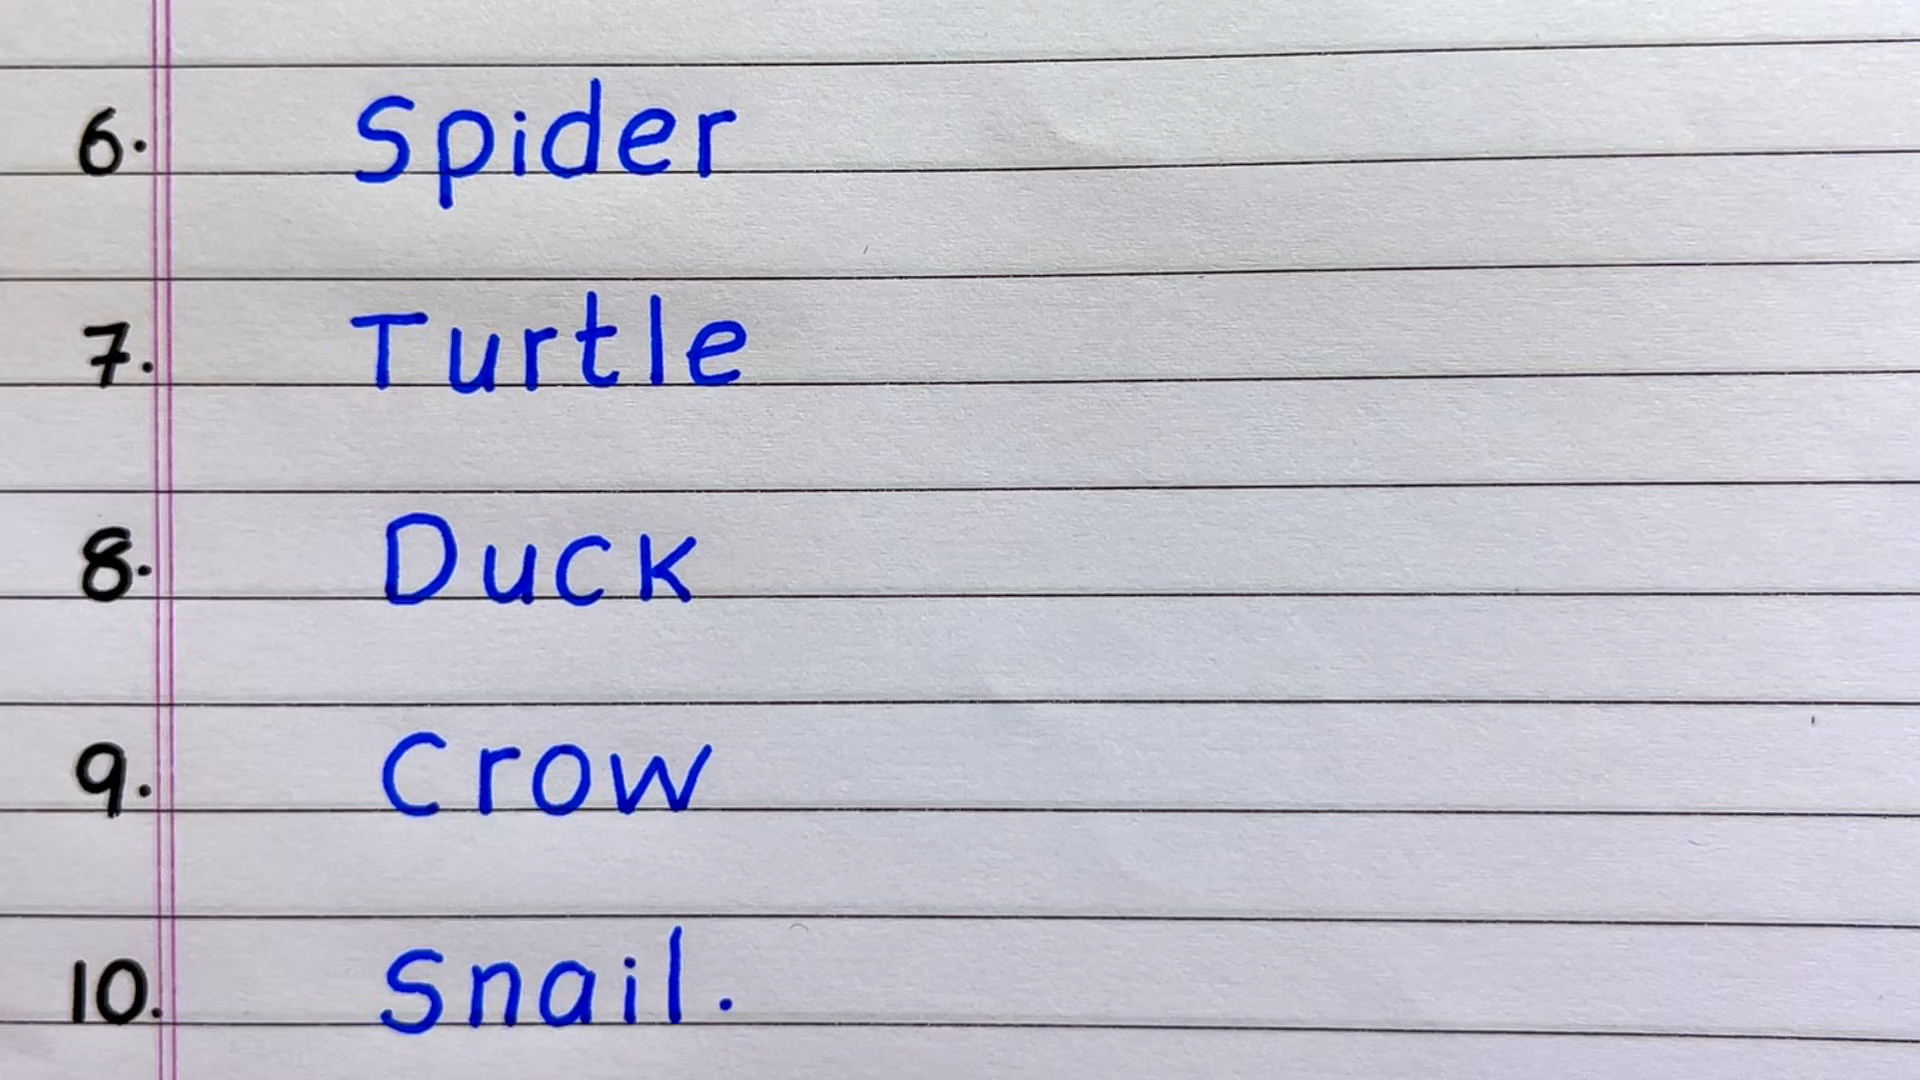 6. Spider
7. Turtle
8. Duck
9. Crow
10. Snail.